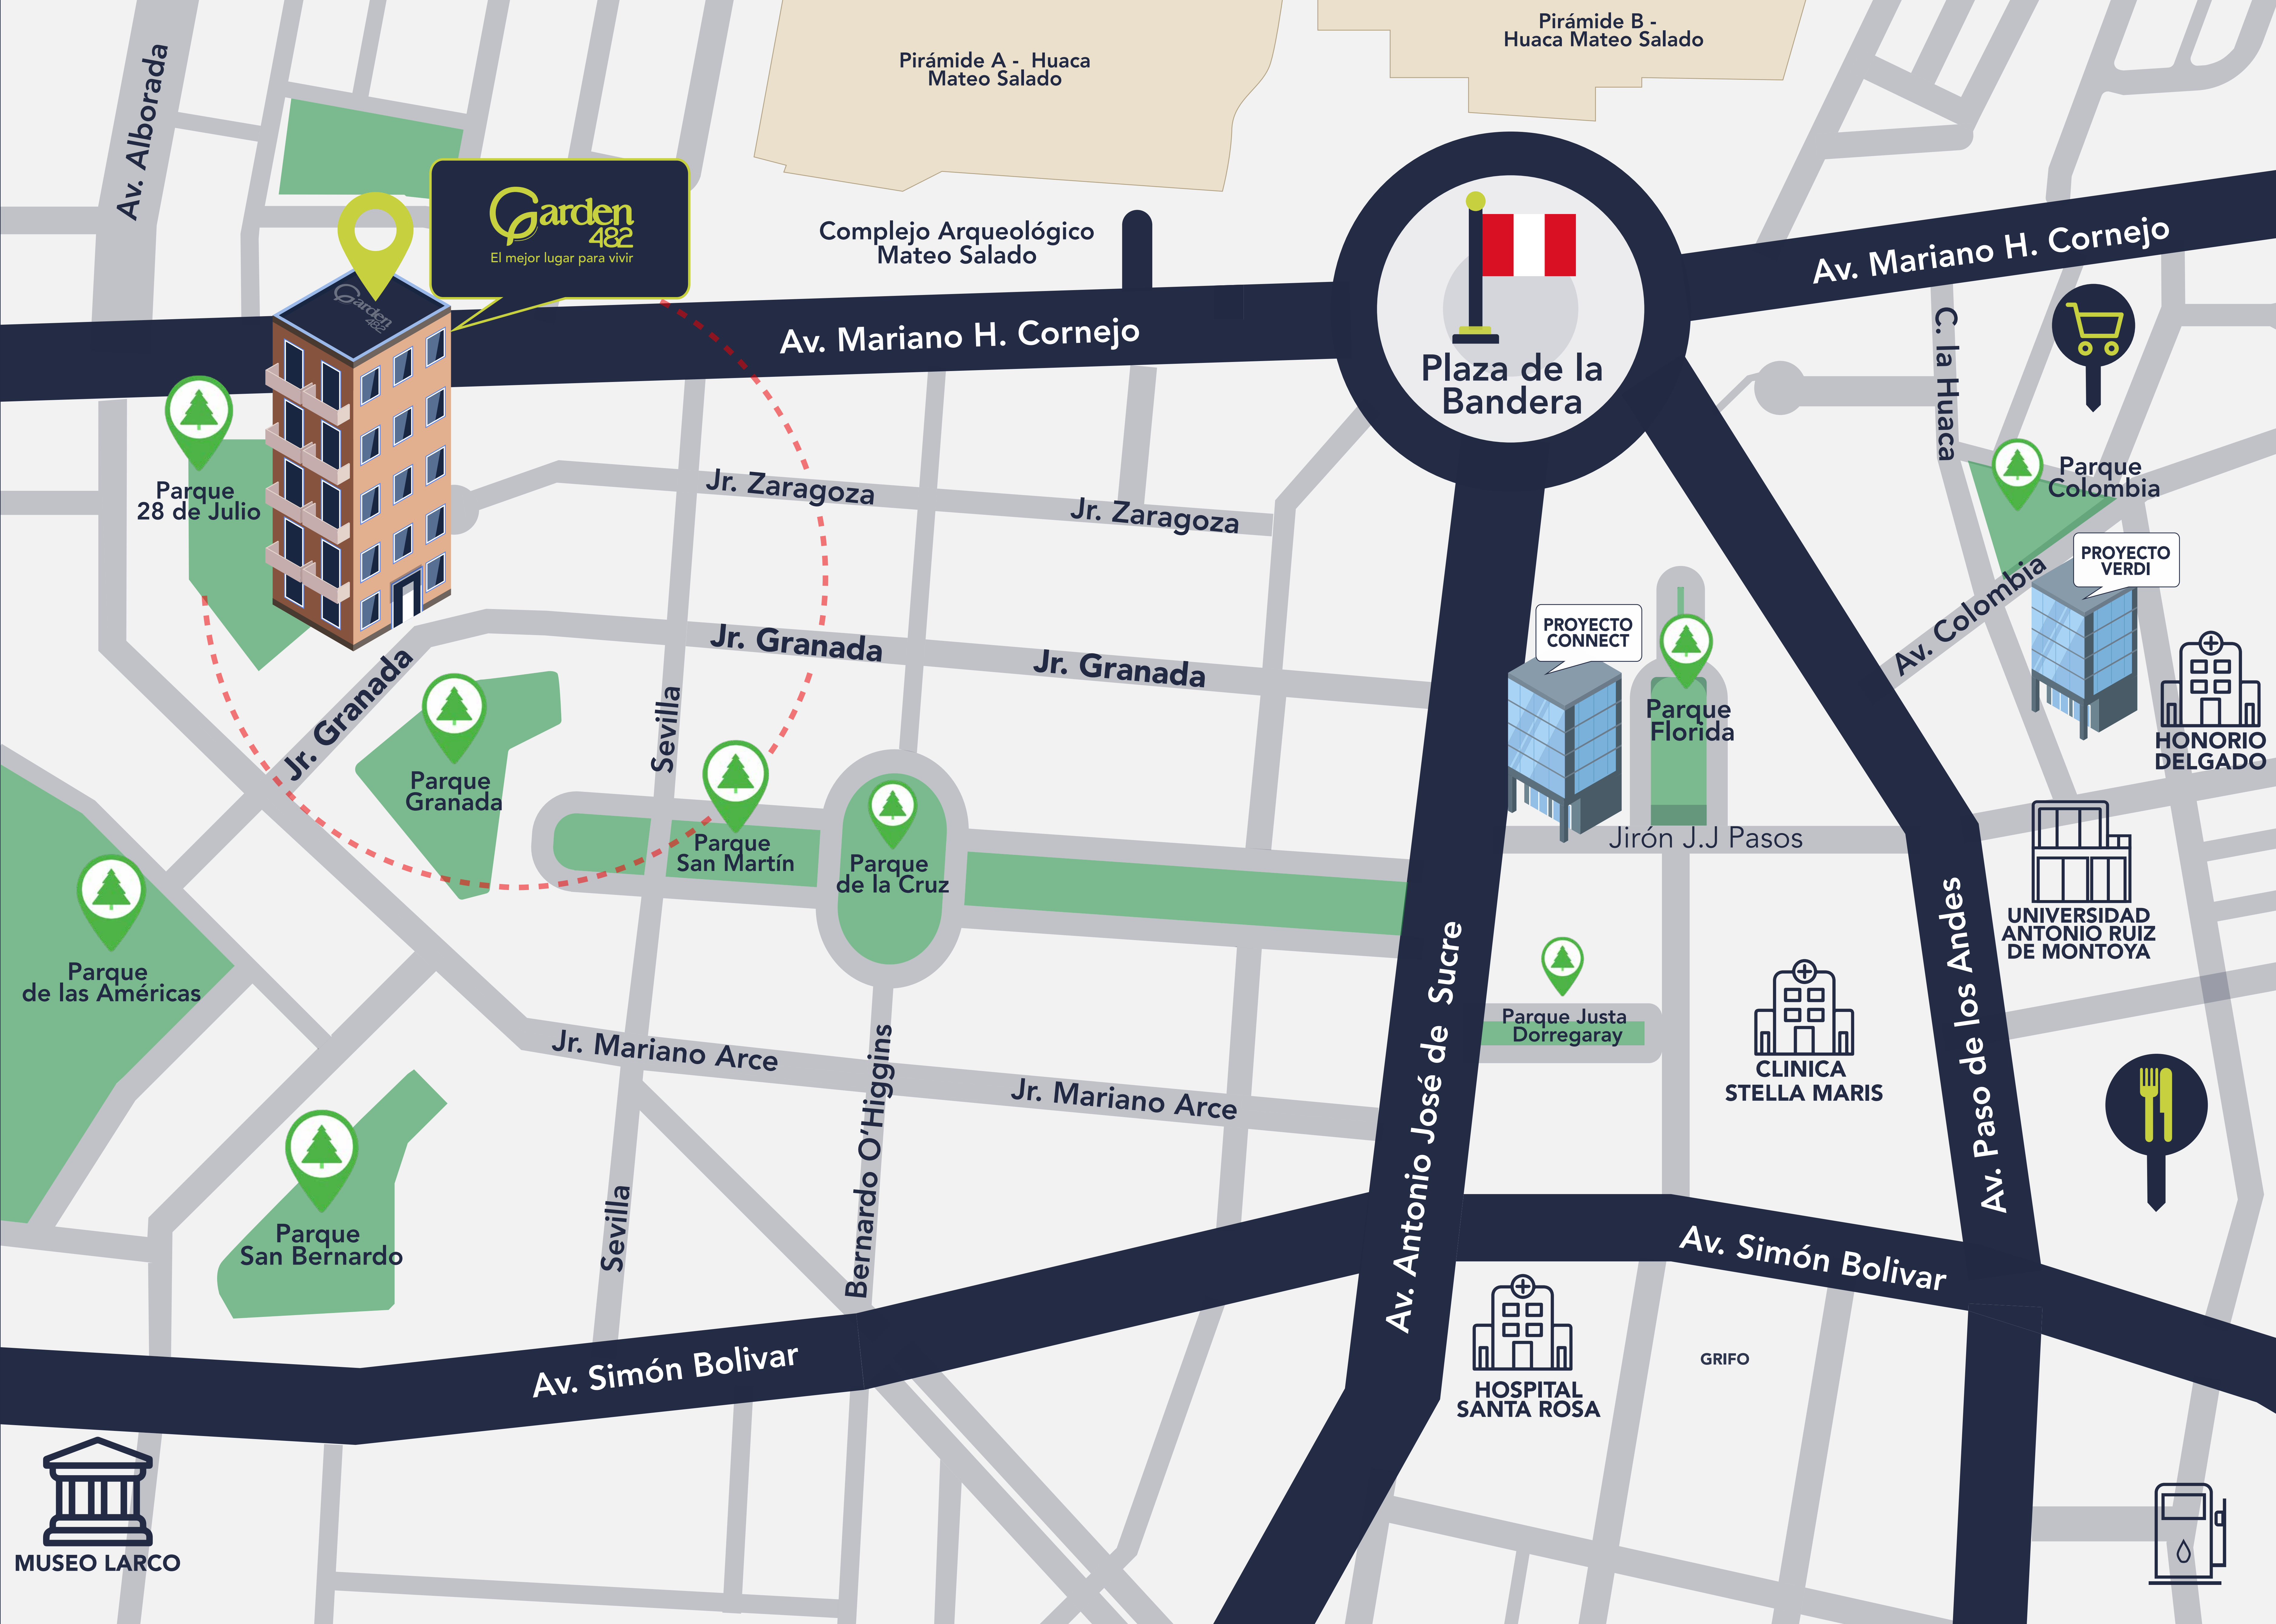 Pirámide A - Huaca
Mateo Salado
Pirámide B -
Huaca Mateo Salado
Av. Alborada
Garden
482
El mejor lugar para vivir
Garden
482
Complejo Arqueológico
Mateo Salado
Av. Mariano H. Cornejo
Av. Mariano H. Cornejo
Plaza de la
Bandera
C. la Huaca
Parque
28 de Julio
Jr. Zaragoza
Jr. Zaragoza
Parque
Colombia
PROYECTO
VERDI
Av. Colombia
PROYECTO
CONNECT
Jr. Granada
Jr. Granada
Jr. Granada
Sevilla
Parque
Granada
Parque
Florida
HONORIO
DELGADO
Parque
San Martín
Parque
de la Cruz
Jirón J.J Pasos
Parque
de las Américas
UNIVERSIDAD
ANTONIO RUIZ
DE MONTOYA
Av. Antonio José de Sucre
Av. Paso de los Andes
Parque Justa
Dorregaray
CLINICA
STELLA MARIS
Jr. Mariano Arce
Jr. Mariano Arce
Bernardo O'Higgins
Sevilla
Parque
San Bernardo
Av. Simón Bolivar
Av. Simón Bolivar
HOSPITAL
SANTA ROSA
GRIFO
MUSEO LARCO